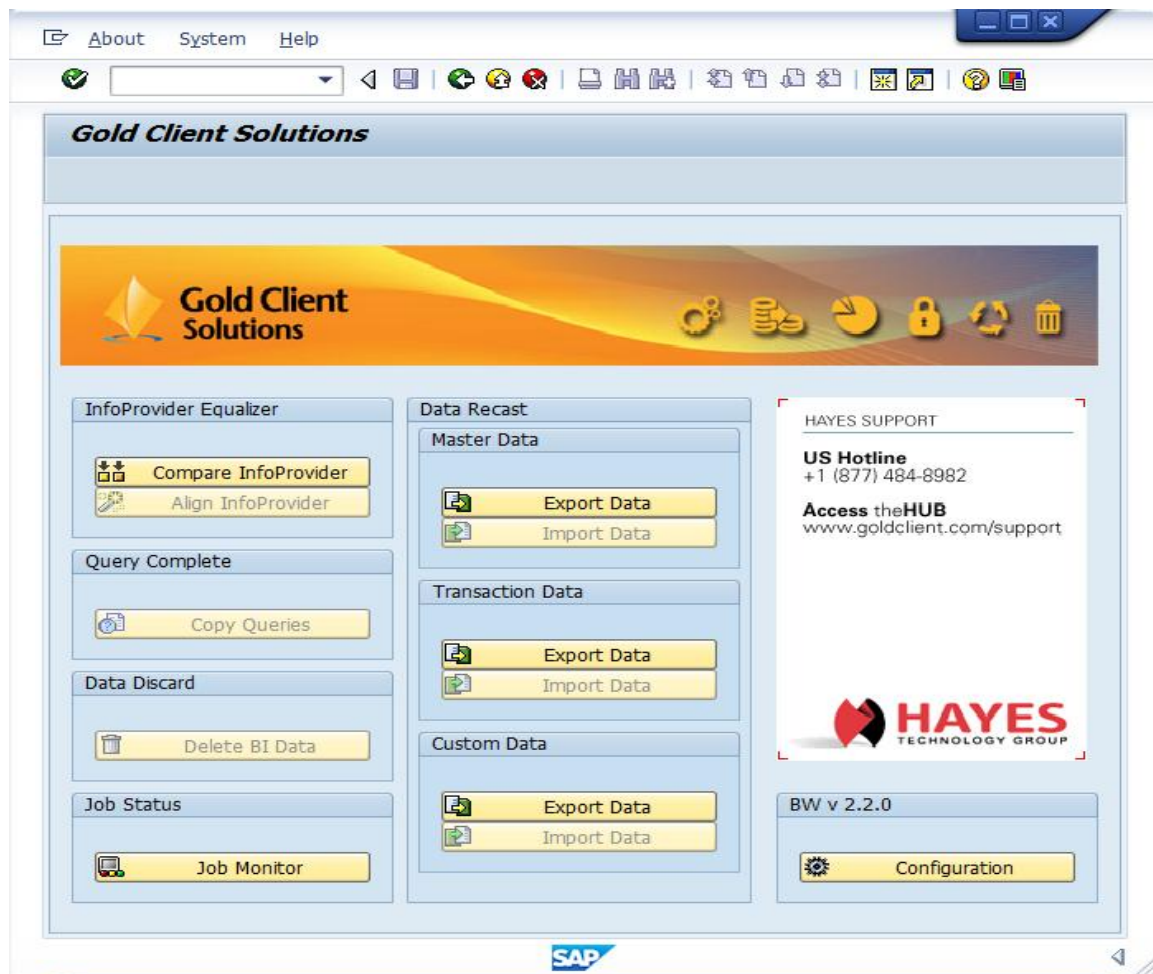 About System Help
Gold Client Solutions
Gold Client
Solutions
InfoProvider Equalizer
Compare InfoProvider
Align InfoProvider
Query Complete
Copy Queries
Data Discard
Delete BI Data
Job Status
Job Monitor
Data Recast
Master Data
Export Data
Import Data
Transaction Data
Export Data
Import Data
Custom Data
Export Data
Import Data
HAYES SUPPORT
US Hotline
+1 (877) 484-8982
Access theHUB
www.goldclient.com/support
HAYES
TECHNOLOGY GROUP
BW v 2.2.0
Configuration
SAP